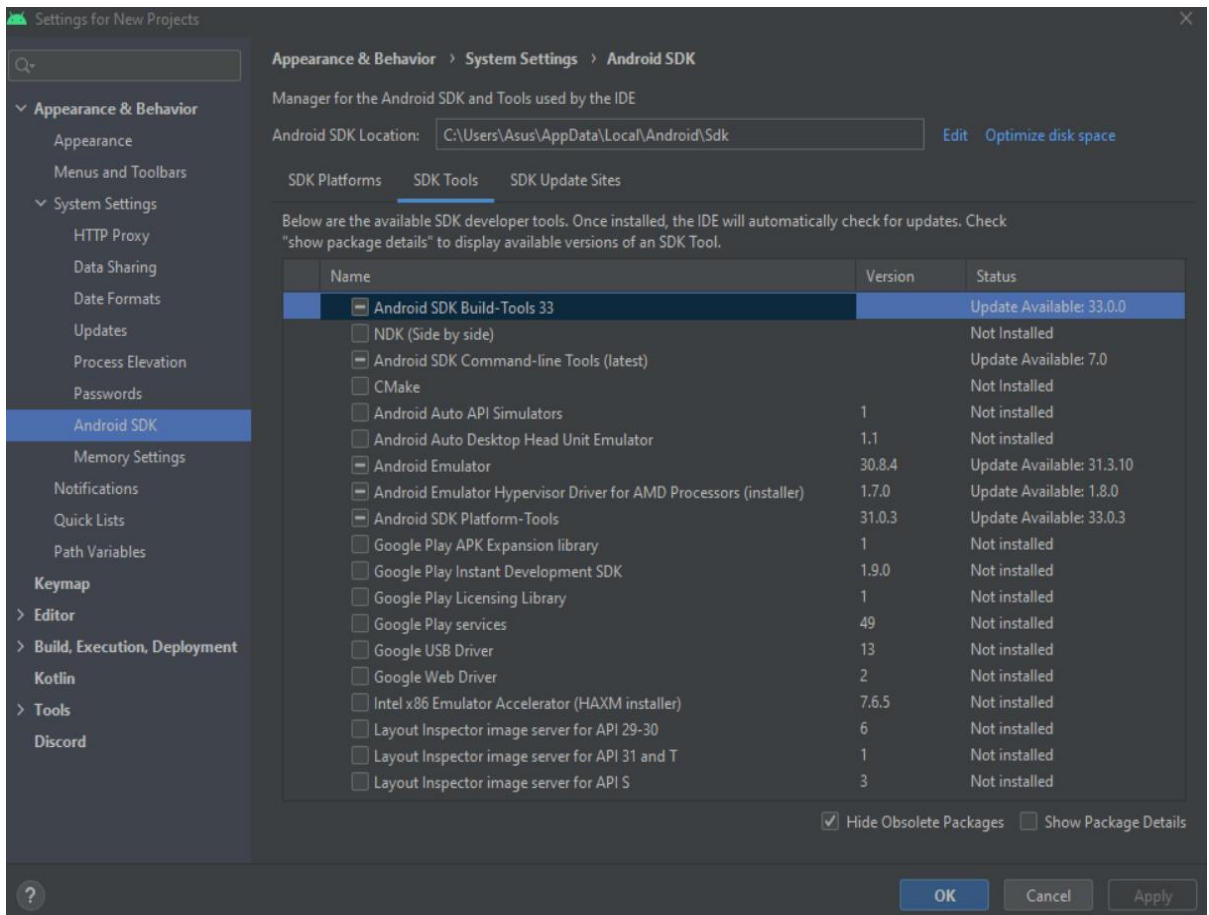 Settings for New Projects
Appearance & Behavior
Appearance
Menus and Toolbars
System Settings
HTTP Proxy
Data Sharing
Date Formats
Updates
Process Elevation
Passwords
Android SDK
Memory Settings
Notifications
Quick Lists
Path Variables
Keymap
Editor
Build, Execution, Deployment
Kotlin
Tools
Discord
Appearance & Behavior > System Settings > Android SDK
Manager for the Android SDK and Tools used by the IDE
Android SDK Location: C:\Users\Asus\AppData\Local\Android\Sdk Edit Optimize disk space
SDK Platforms SDK Tools SDK Update Sites
Below are the available SDK developer tools. Once installed, the IDE will automatically check for updates. Check
"show package details" to display available versions of an SDK Tool.
Name Version Status
Android SDK Build-Tools 33 Update Available: 33.0.0
NDK (Side by side) Not Installed
Android SDK Command-line Tools (latest) Update Available: 7.0
CMake Not Installed
Android Auto API Simulators 1 Not installed
Android Auto Desktop Head Unit Emulator 1.1 Not installed
Android Emulator 30.8.4 Update Available: 31.3.10
Android Emulator Hypervisor Driver for AMD Processors (installer) 1.7.0 Update Available: 1.8.0
Android SDK Platform-Tools 31.0.3 Update Available: 33.0.3
Google Play APK Expansion library 1 Not installed
Google Play Instant Development SDK 1.9.0 Not installed
Google Play Licensing Library 1 Not installed
Google Play services 49 Not installed
Google USB Driver 13 Not installed
Google Web Driver 2 Not installed
Intel x86 Emulator Accelerator (HAXM installer) 7.6.5 Not installed
Layout Inspector image server for API 29-30 6 Not installed
Layout Inspector image server for API 31 and T 1 Not installed
Layout Inspector image server for API S 3 Not installed
Hide Obsolete Packages Show Package Details
? OK Cancel Apply